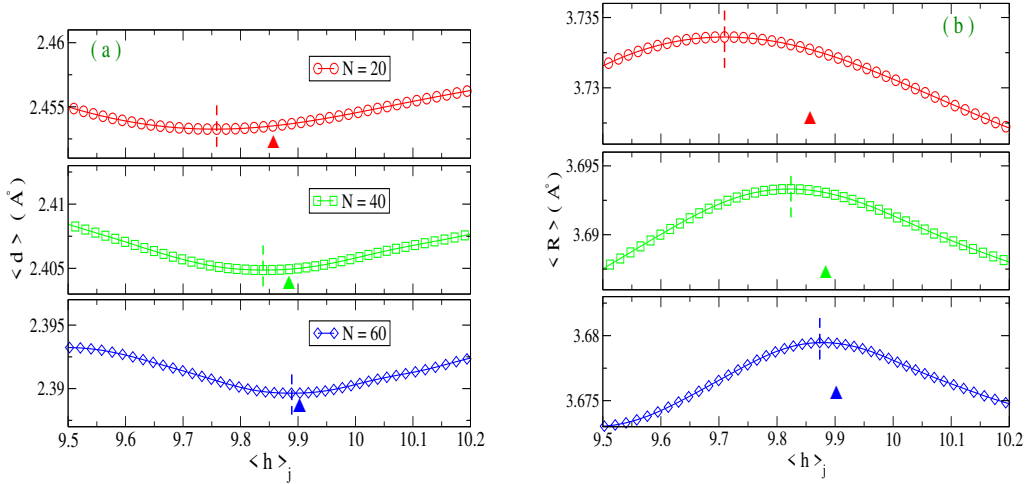 (a)
2.46
2.455
N = 20
2.41
2.405
N = 40
2.395
2.39
N = 60
< d > ( A° )
9.5 9.6 9.7 9.8 9.9 10 10.1 10.2
< h >j
(b)
3.735
3.73
3.695
3.69
3.68
3.675
< R > ( A° )
9.5 9.6 9.7 9.8 9.9 10 10.1 10.2
< h >j